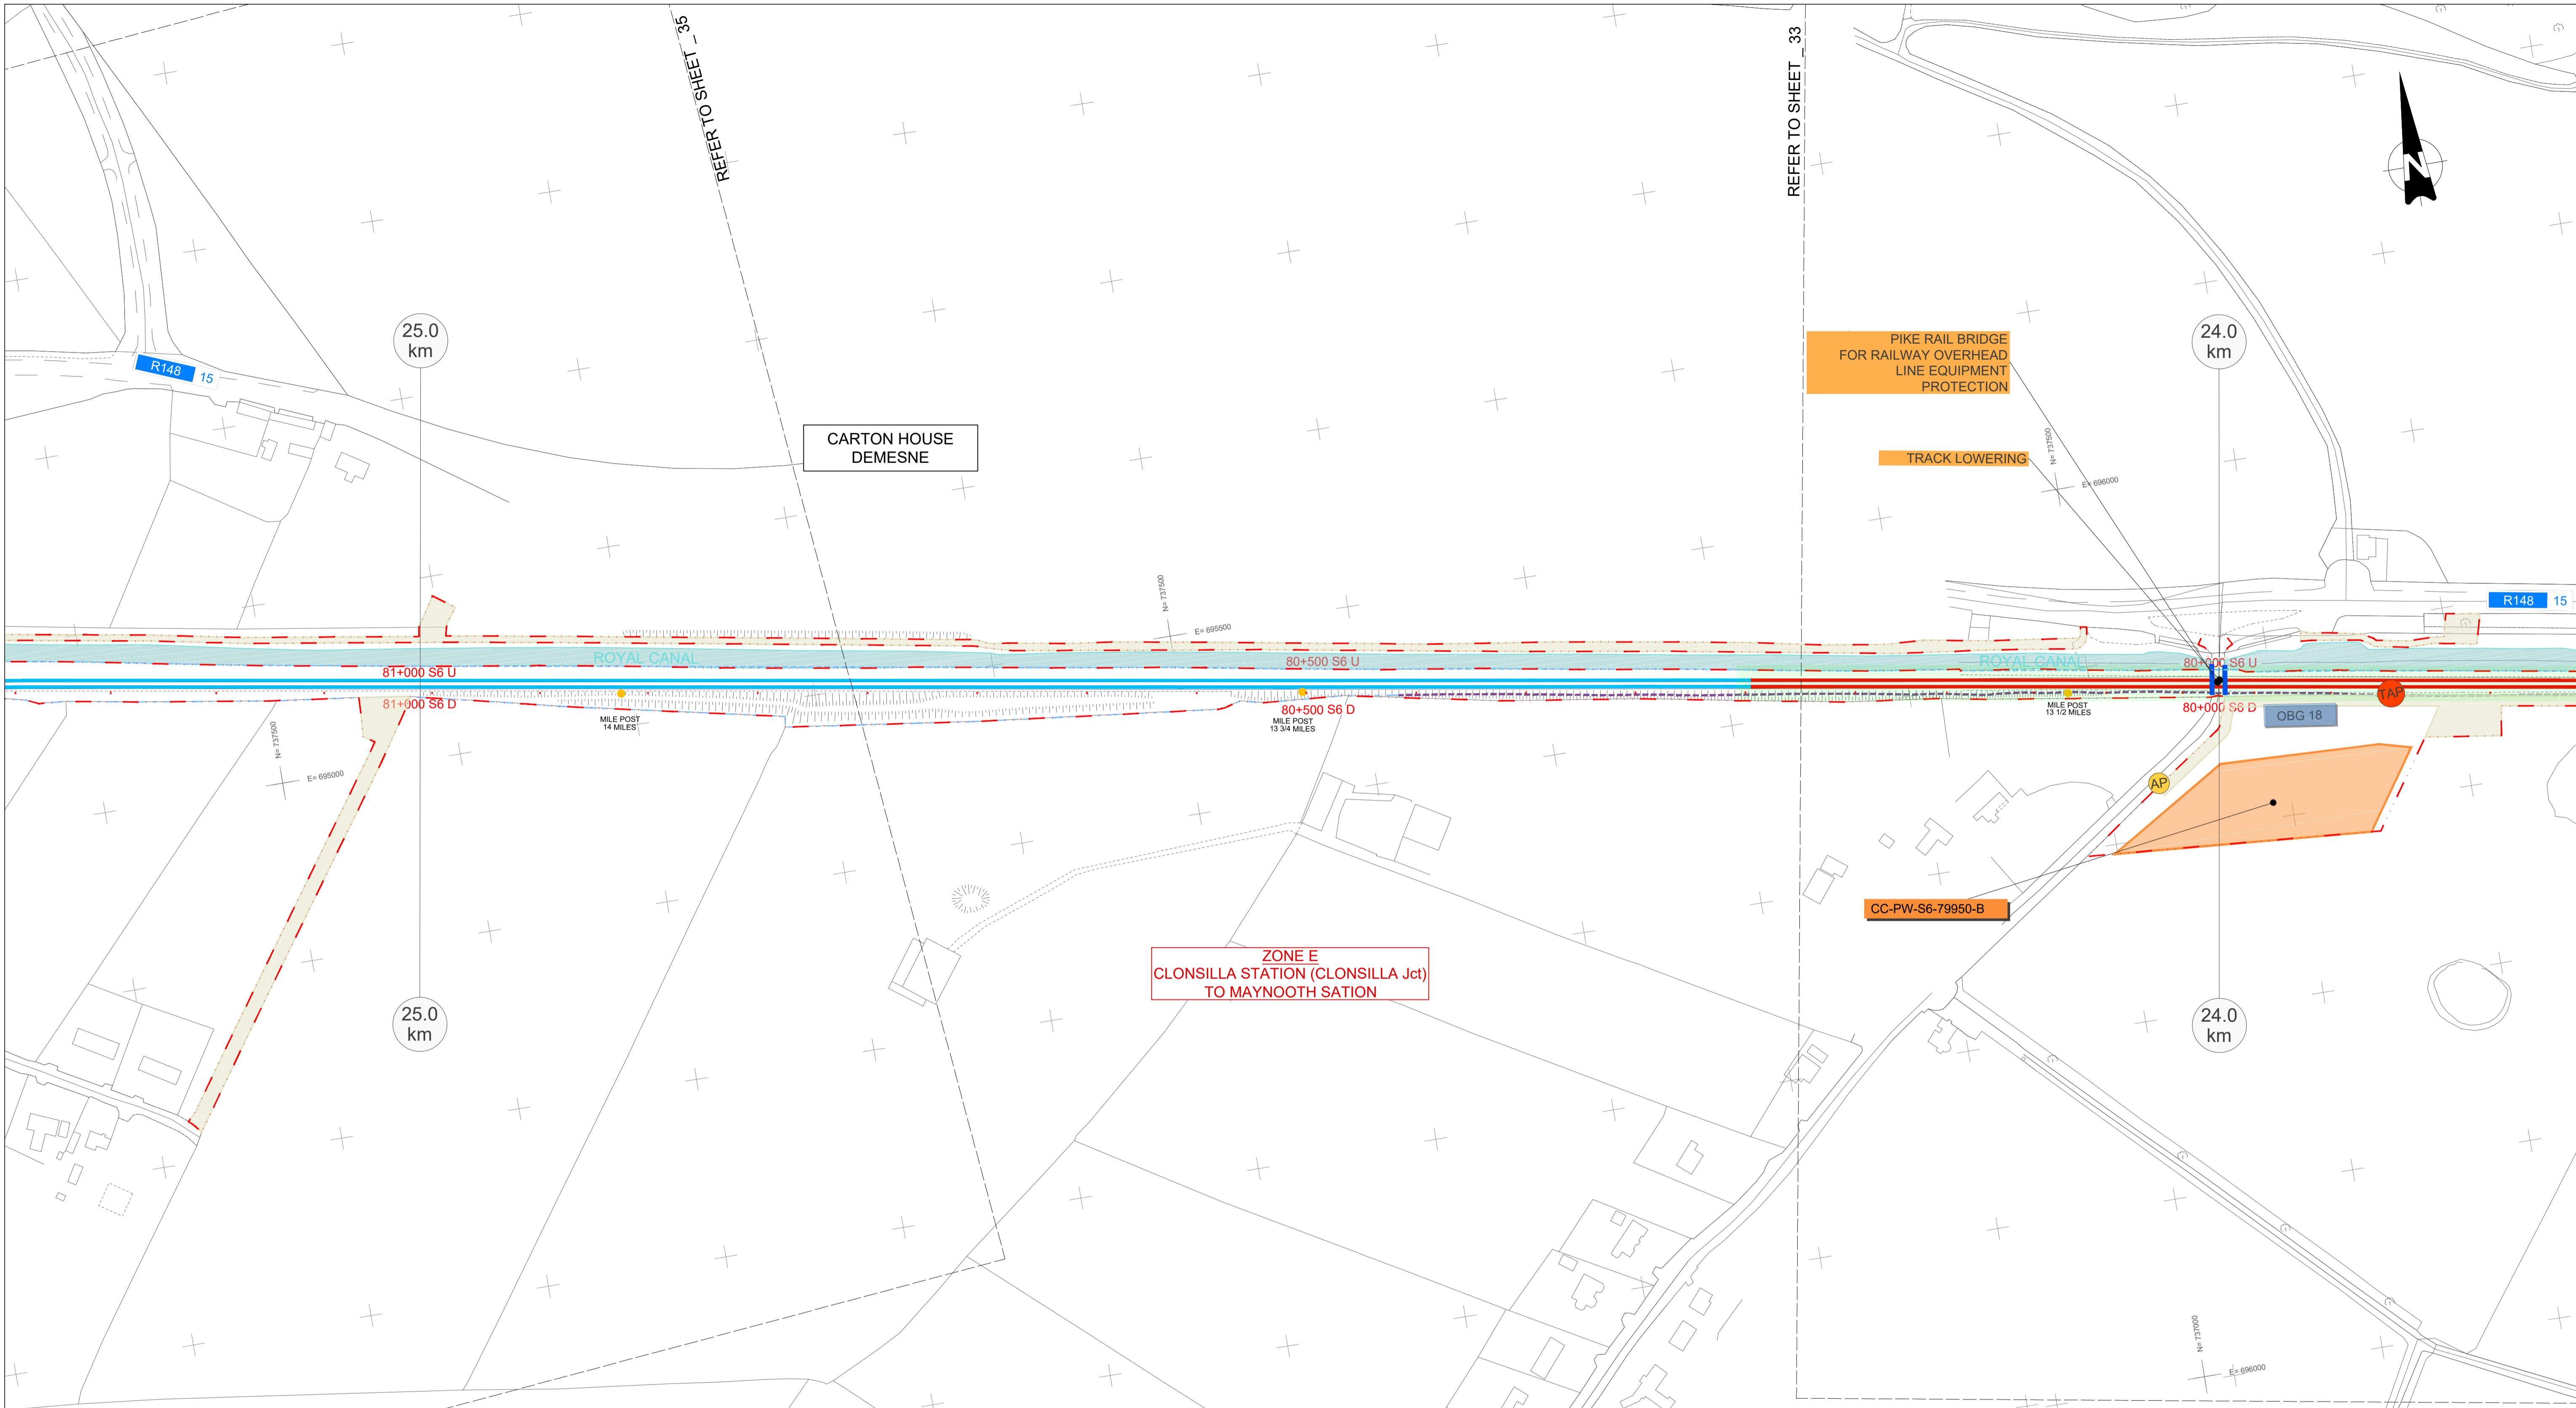 REFER TO SHEET _ 35
REFER TO SHEET _ 33
N
25.0
km
24.0
km
R148 15
PIKE RAIL BRIDGE
FOR RAILWAY OVERHEAD
LINE EQUIPMENT
PROTECTION
CARTON HOUSE
DEMESNE
TRACK LOWERING
N= 737500
E= 696000
N= 737500
E= 695500
R148 15
ROYAL CANAL
80+500 S6 U
ROYAL CANAL
80+000 S6 U
81+000 S6 U
81+000 S6 D
80+500 S6 D
80+000 S6 D
TAP
OBG 18
MILE POST
14 MILES
MILE POST
13 3/4 MILES
MILE POST
13 1/2 MILES
N= 737500
E= 695000
AP
CC-PW-S6-79950-B
ZONE E
CLONSILLA STATION (CLONSILLA Jct)
TO MAYNOOTH SATION
25.0
km
24.0
km
N= 737000
E= 696000